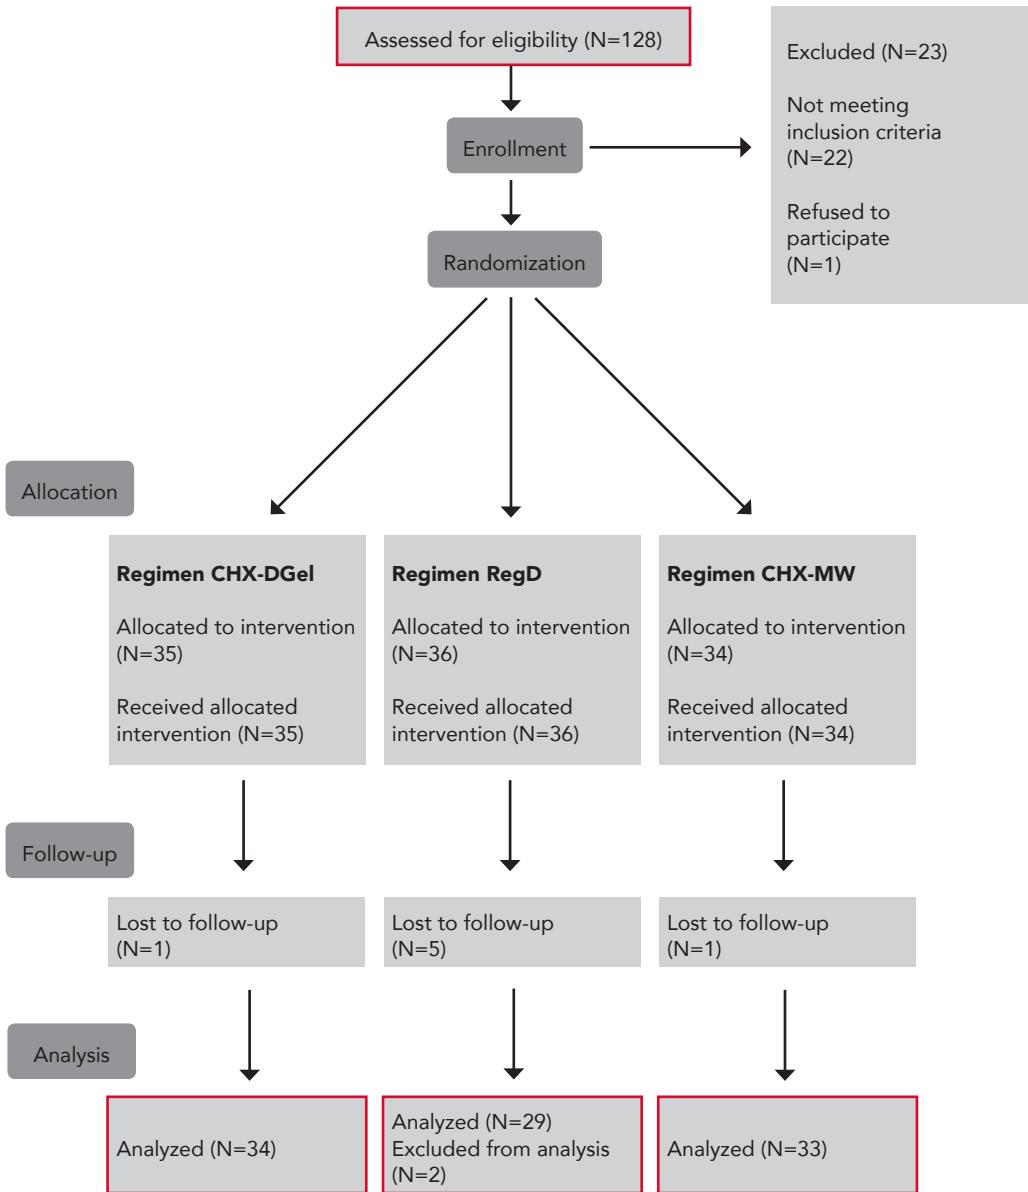 Assessed for eligibility (N=128)
Excluded (N=23)
Not meeting
inclusion criteria
(N=22)
Refused to
participate
(N=1)
Enrollment
Randomization
Allocation
Regimen CHX-DGel
Allocated to intervention
(N=35)
Received allocated
intervention (N=35)
Regimen RegD
Allocated to intervention
(N=36)
Received allocated
intervention (N=36)
Regimen CHX-MW
Allocated to intervention
(N=34)
Received allocated
intervention (N=34)
Follow-up
Lost to follow-up
(N=1)
Lost to follow-up
(N=5)
Lost to follow-up
(N=1)
Analysis
Analyzed (N=34)
Analyzed (N=29)
Excluded from analysis
(N=2)
Analyzed (N=33)